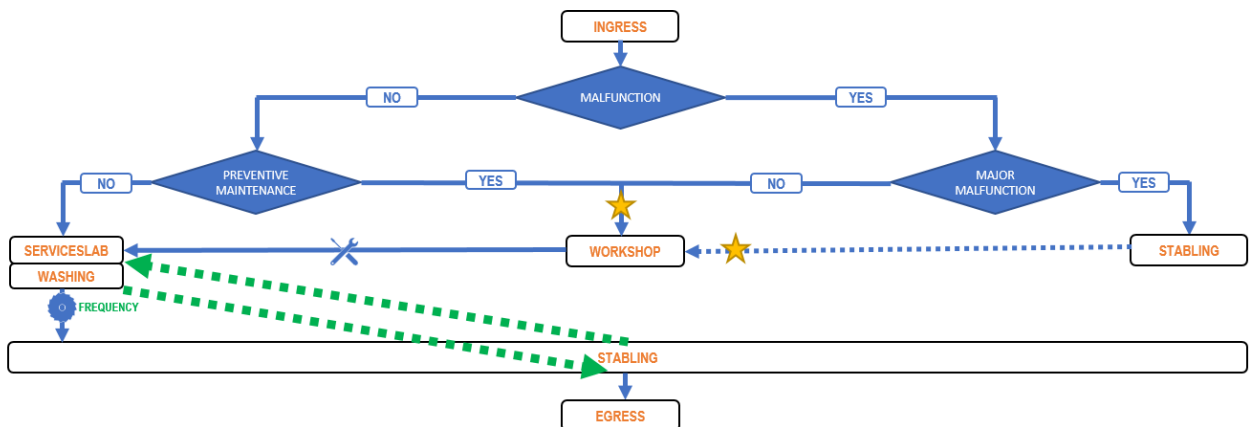 INGRESS
MALFUNCTION
NO
YES
PREVENTIVE
MAINTENANCE
MAJOR
MALFUNCTION
NO
YES
NO
YES
SERVICESLAB
WORKSHOP
STABLING
WASHING
FREQUENCY
STABLING
EGRESS